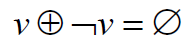 v ⊕ ¬v = ∅